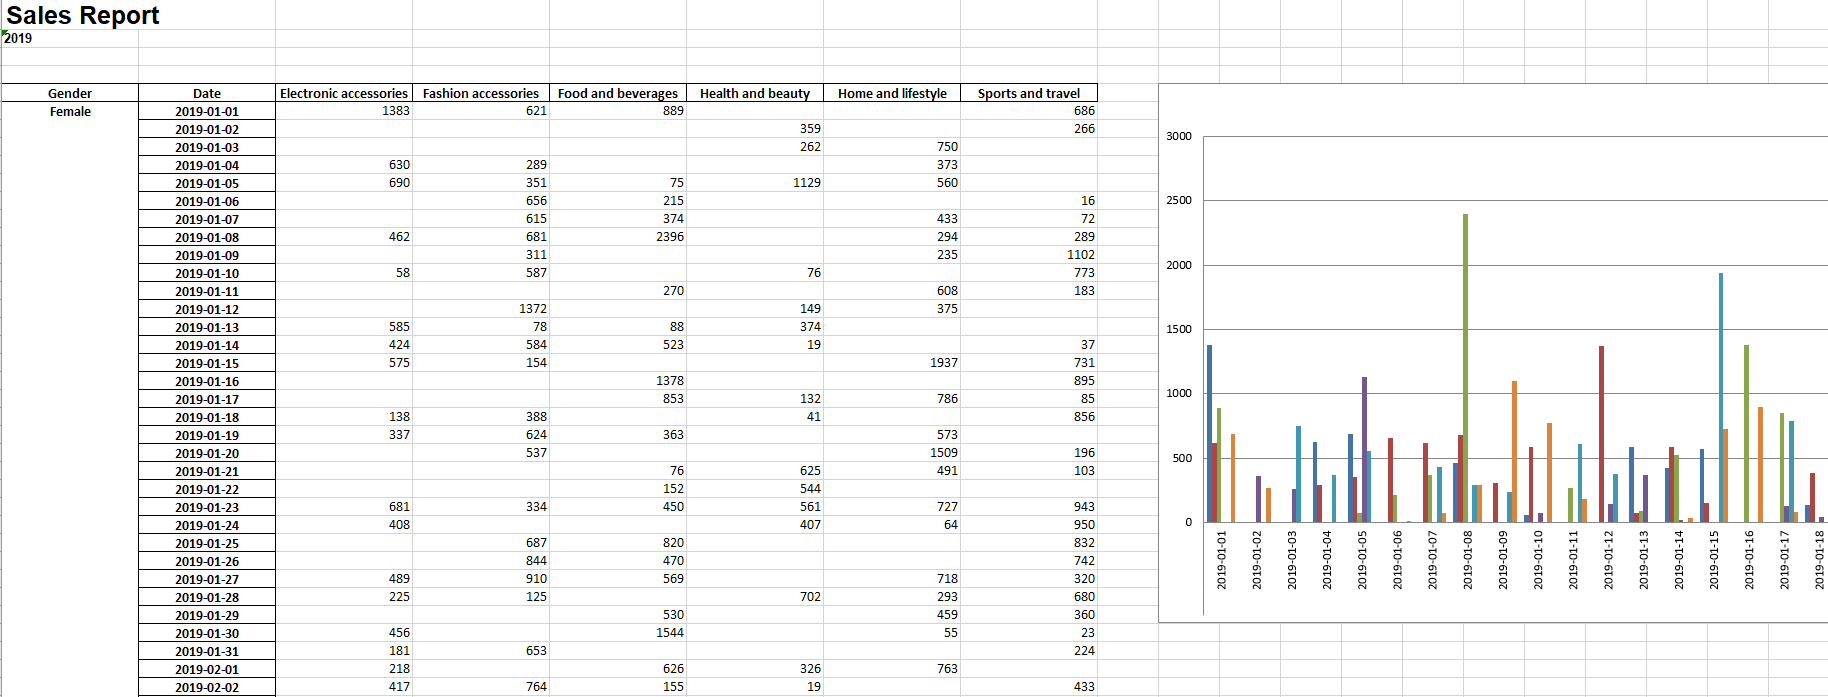 Sales Report
2019
Gender Date Electronic accessories Fashion accessories Food and beverages Health and beauty Home and lifestyle Sports and travel
Female 2019-01-01 1383 621 889 686
2019-01-02 359 266
2019-01-03 262 750
2019-01-04 630 289 373
2019-01-05 690 351 75 1129 560
2019-01-06 656 215 16
2019-01-07 615 374 433 72
2019-01-08 462 681 2396 294 289
2019-01-09 311 235 1102
2019-01-10 58 587 76 773
2019-01-11 270 608 183
2019-01-12 1372 149 375
2019-01-13 585 78 88 374
2019-01-14 424 584 523 19 37
2019-01-15 575 154 1937 731
2019-01-16 1378 895
2019-01-17 853 132 786 85
2019-01-18 138 388 41 856
2019-01-19 337 624 363 573
2019-01-20 537 1509 196
2019-01-21 76 625 491 103
2019-01-22 152 544
2019-01-23 681 334 450 561 727 943
2019-01-24 408 407 64 950
2019-01-25 687 820 832
2019-01-26 844 470 742
2019-01-27 489 910 569 718 320
2019-01-28 225 125 702 293 680
2019-01-29 530 459 360
2019-01-30 456 1544 55 23
2019-01-31 181 653 224
2019-02-01 218 626 326 763
2019-02-02 417 764 155 19 433
3000
2500
2000
1500
1000
500
0
2019-01-01
2019-01-02
2019-01-03
2019-01-04
2019-01-05
2019-01-06
2019-01-07
2019-01-08
2019-01-09
2019-01-10
2019-01-11
2019-01-12
2019-01-13
2019-01-14
2019-01-15
2019-01-16
2019-01-17
2019-01-18